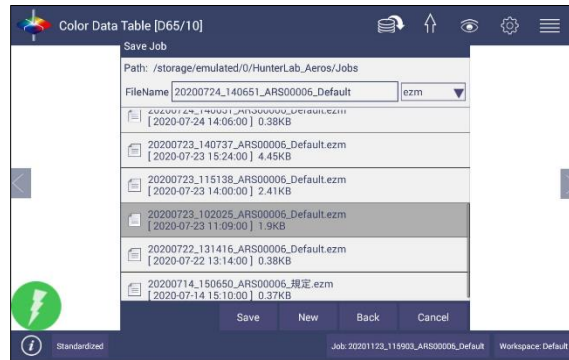 Color Data Table [D65/10]
Save Job
Path: /storage/emulated/0/HunterLab_Aeros/Jobs
FileName 20200724_140651_ARS00006_Default ezm
20200724_140651_ARS00006_Default.ezm
[ 2020-07-24 14:06:00 ] 0.38KB
20200723_140737_ARS00006_Default.ezm
[ 2020-07-23 15:24:00 ] 4.45KB
20200723_115138_ARS00006_Default.ezm
[ 2020-07-23 14:00:00 ] 2.41KB
20200723_102025_ARS00006_Default.ezm
[ 2020-07-23 11:09:00 ] 1.9KB
20200722_131416_ARS00006_Default.ezm
[ 2020-07-22 13:14:00 ] 0.38KB
20200714_150650_ARS00006_規定.ezm
[ 2020-07-14 15:10:00 ] 0.37KB
Save New Back Cancel
Standardized Job: 20201123_115903_ARS00006_Default Workspace: Default